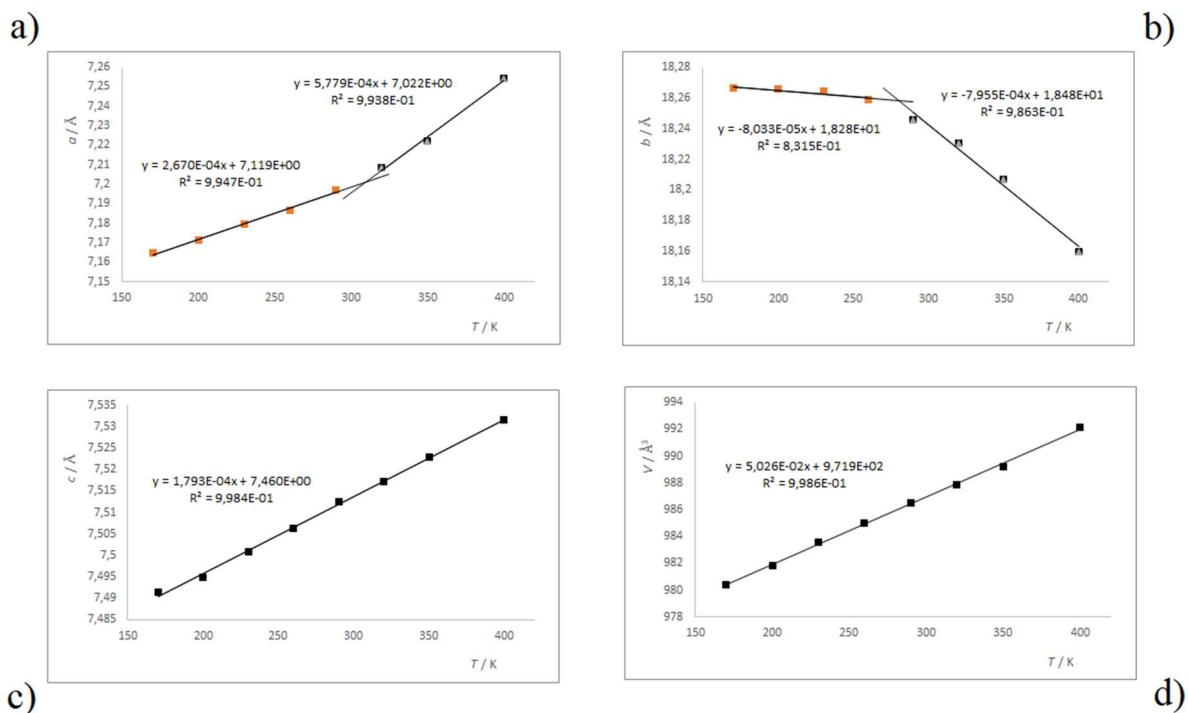 a)
7,26
7,25
7,24
7,23
7,22
7,21
7,2
7,19
7,18
7,17
7,16
7,15
a / Å
y = 5,779E-04x + 7,022E+00
R² = 9,938E-01
y = 2,670E-04x + 7,119E+00
R² = 9,947E-01
150 200 250 300 350 400
T / K
b)
18,28
18,26
18,24
18,22
18,2
18,18
18,16
18,14
b / Å
y = -7,955E-04x + 1,848E+01
R² = 9,863E-01
y = -8,033E-05x + 1,828E+01
R² = 8,315E-01
150 200 250 300 350 400
T / K
c)
7,535
7,53
7,525
7,52
7,515
7,51
7,505
7,5
7,495
7,49
7,485
c / Å
y = 1,793E-04x + 7,460E+00
R² = 9,984E-01
150 200 250 300 350 400
T / K
d)
994
992
990
988
986
984
982
980
978
V / Å³
y = 5,026E-02x + 9,719E+02
R² = 9,986E-01
150 200 250 300 350 400
T / K